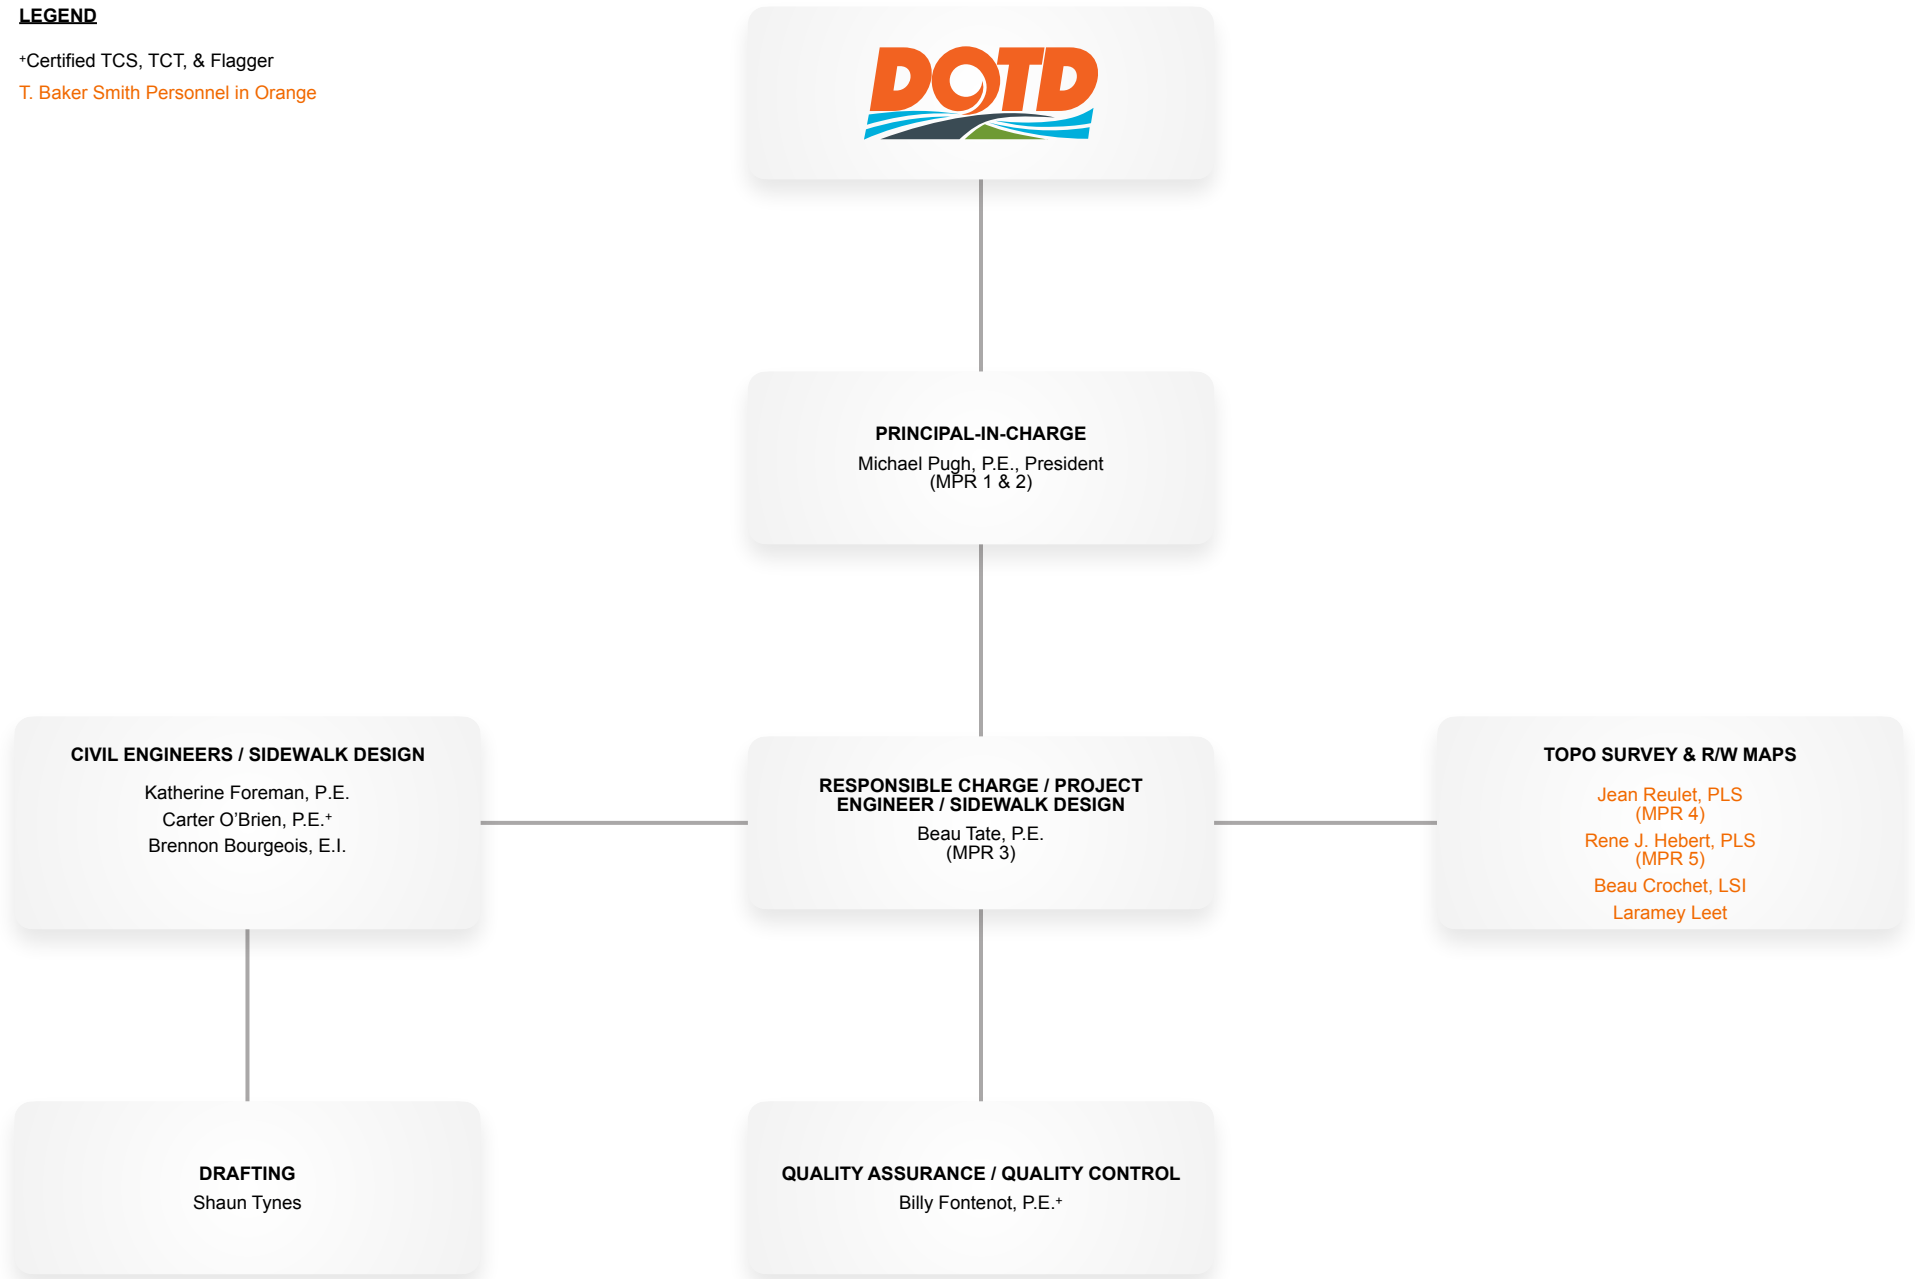 LEGEND
⁺Certified TCS, TCT, & Flagger
T. Baker Smith Personnel in Orange
DOTD
PRINCIPAL-IN-CHARGE
Michael Pugh, P.E., President
(MPR 1 & 2)
CIVIL ENGINEERS / SIDEWALK DESIGN
Katherine Foreman, P.E.
Carter O’Brien, P.E.⁺
Brennon Bourgeois, E.I.
RESPONSIBLE CHARGE / PROJECT
ENGINEER / SIDEWALK DESIGN
Beau Tate, P.E.
(MPR 3)
TOPO SURVEY & R/W MAPS
Jean Reulet, PLS
(MPR 4)
Rene J. Hebert, PLS
(MPR 5)
Beau Crochet, LSI
Laramey Leet
DRAFTING
Shaun Tynes
QUALITY ASSURANCE / QUALITY CONTROL
Billy Fontenot, P.E.⁺